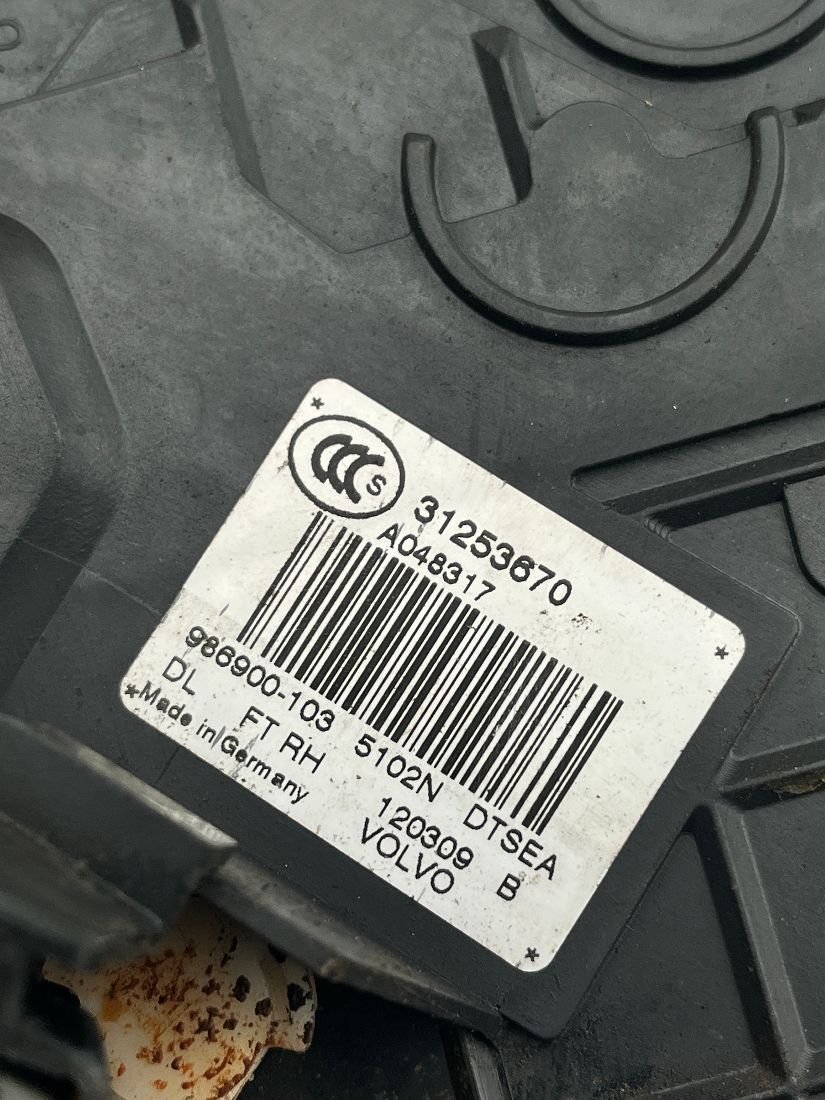 CCC S
31253670
A048317
986900-103 5102N DTSEA
DL FT RH 120309 B
Made in Germany VOLVO